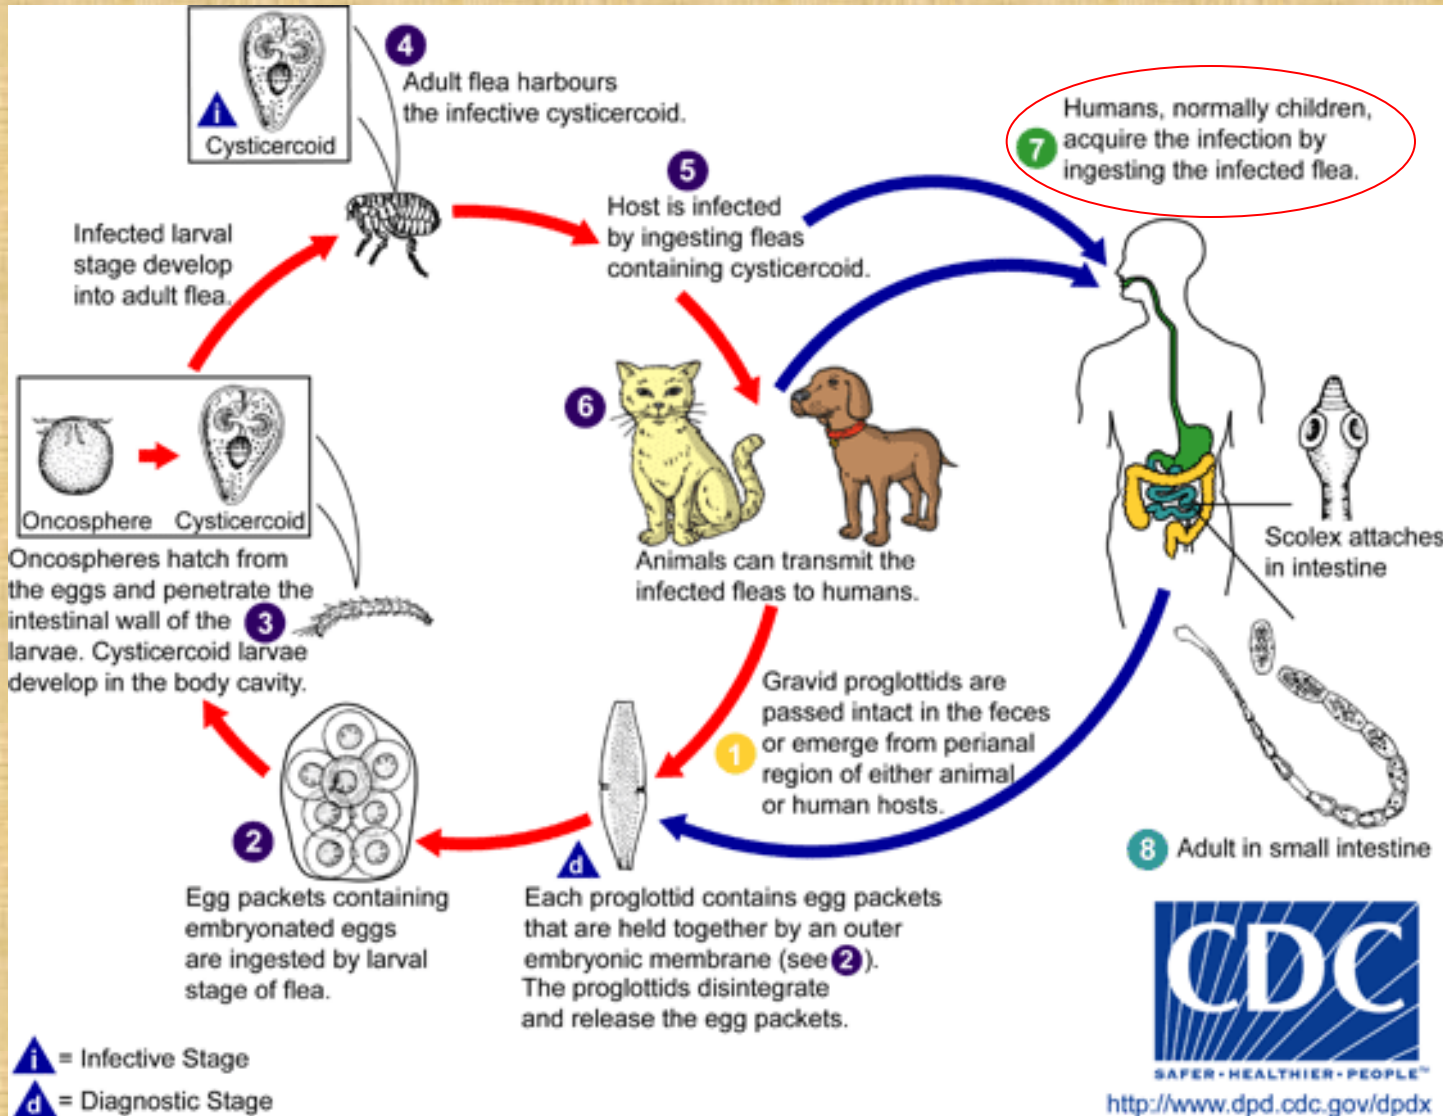 4
Adult flea harbours
the infective cysticercoid.
i
Cysticercoid
5
Host is infected
by ingesting fleas
containing cysticercoid.
Humans, normally children,
7 acquire the infection by
ingesting the infected flea.
Infected larval
stage develop
into adult flea.
6
Animals can transmit the
infected fleas to humans.
Oncosphere Cysticercoid
Oncospheres hatch from
the eggs and penetrate the
intestinal wall of the 3
larvae. Cysticercoid larvae
develop in the body cavity.
Scolex attaches
in intestine
Gravid proglottids are
passed intact in the feces
1 or emerge from perianal
region of either animal
or human hosts.
2
Egg packets containing
embryonated eggs
are ingested by larval
stage of flea.
d
Each proglottid contains egg packets
that are held together by an outer
embryonic membrane (see 2).
The proglottids disintegrate
and release the egg packets.
8 Adult in small intestine
i = Infective Stage
d = Diagnostic Stage
CDC
SAFER•HEALTHIER•PEOPLE™
http://www.dpd.cdc.gov/dpdx